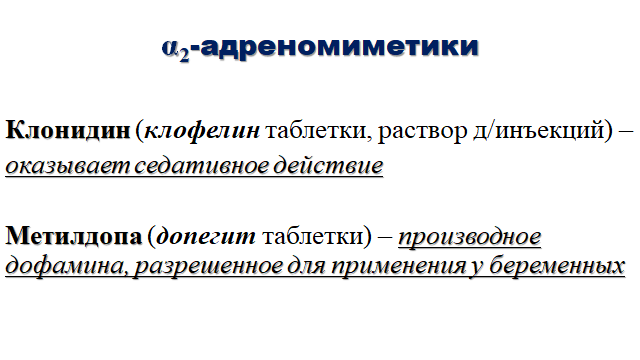 α2-адреномиметики
Клонидин (клофелин таблетки, раствор д/инъекций) –
оказывает седативное действие
Метилдопа (допегит таблетки) – производное
дофамина, разрешенное для применения у беременных